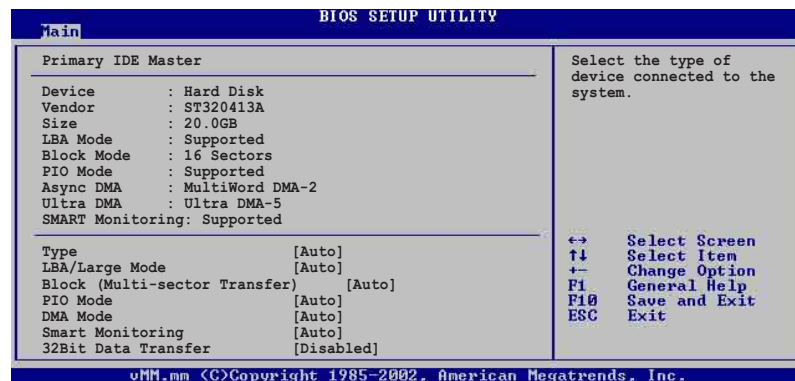 BIOS SETUP UTILITY
Main
Primary IDE Master
Device : Hard Disk
Vendor : ST320413A
Size : 20.0GB
LBA Mode : Supported
Block Mode : 16 Sectors
PIO Mode : Supported
Async DMA : MultiWord DMA-2
Ultra DMA : Ultra DMA-5
SMART Monitoring: Supported
Type [Auto]
LBA/Large Mode [Auto]
Block (Multi-sector Transfer) [Auto]
PIO Mode [Auto]
DMA Mode [Auto]
Smart Monitoring [Auto]
32Bit Data Transfer [Disabled]
Select the type of
device connected to the
system.
↔ Select Screen
↑↓ Select Item
+- Change Option
F1 General Help
F10 Save and Exit
ESC Exit
vMM.mm (C)Copyright 1985-2002, American Megatrends, Inc.